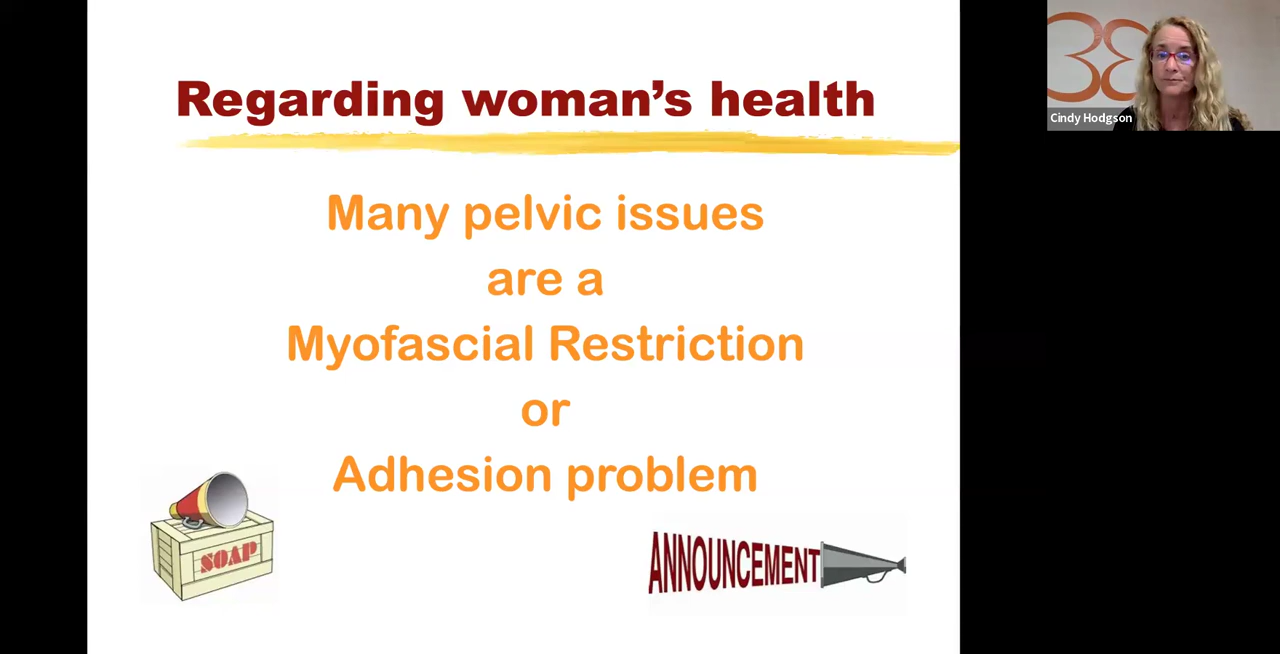 Regarding woman's health
Many pelvic issues
are a
Myofascial Restriction
or
Adhesion problem
SOAP
ANNOUNCEMENT
Cindy Hodgson